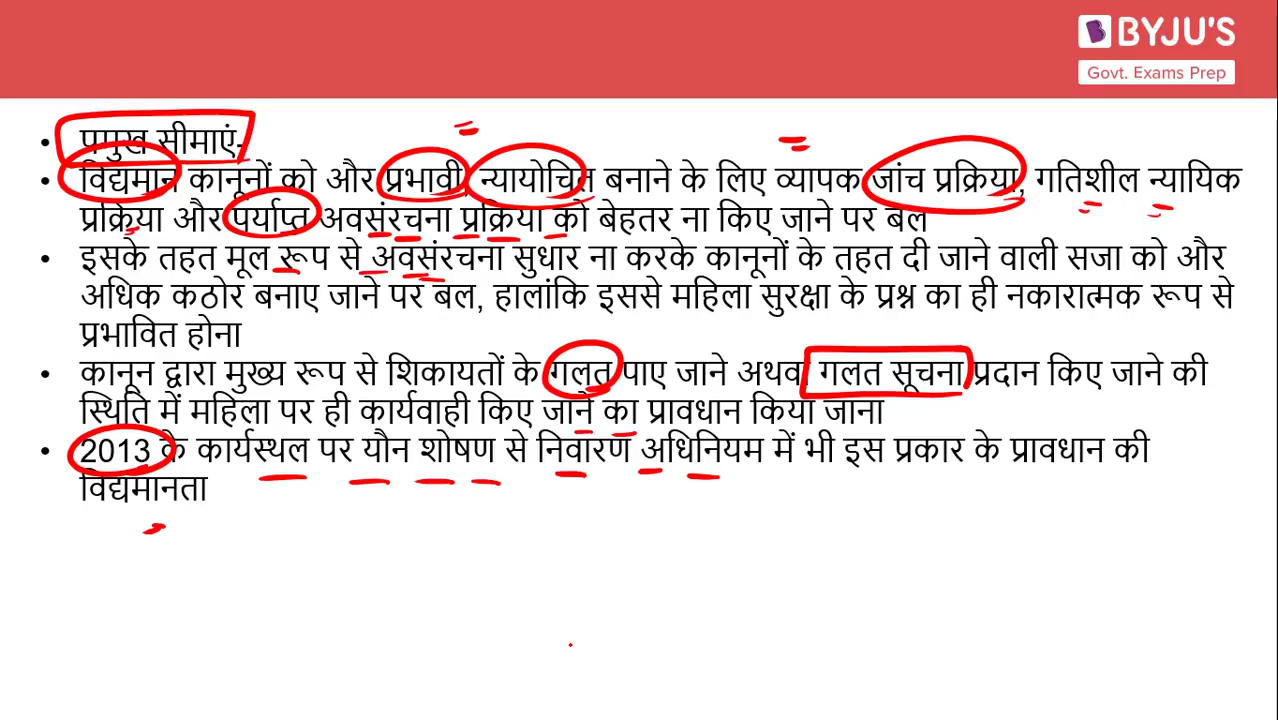 BYJU'S
Govt. Exams Prep
• प्रमुख सीमाएं-
• विद्यमान कानूनों को और प्रभावी, न्यायोचित बनाने के लिए व्यापक जांच प्रक्रिया, गतिशील न्यायिक
प्रक्रिया और पर्याप्त अवसंरचना प्रक्रिया को बेहतर ना किए जाने पर बल
• इसके तहत मूल रूप से अवसंरचना सुधार ना करके कानूनों के तहत दी जाने वाली सजा को और
अधिक कठोर बनाए जाने पर बल, हालांकि इससे महिला सुरक्षा के प्रश्न का ही नकारात्मक रूप से
प्रभावित होना
• कानून द्वारा मुख्य रूप से शिकायतों के गलत पाए जाने अथवा गलत सूचना प्रदान किए जाने की
स्थिति में महिला पर ही कार्यवाही किए जाने का प्रावधान किया जाना
• 2013 के कार्यस्थल पर यौन शोषण से निवारण अधिनियम में भी इस प्रकार के प्रावधान की
विद्यमानता